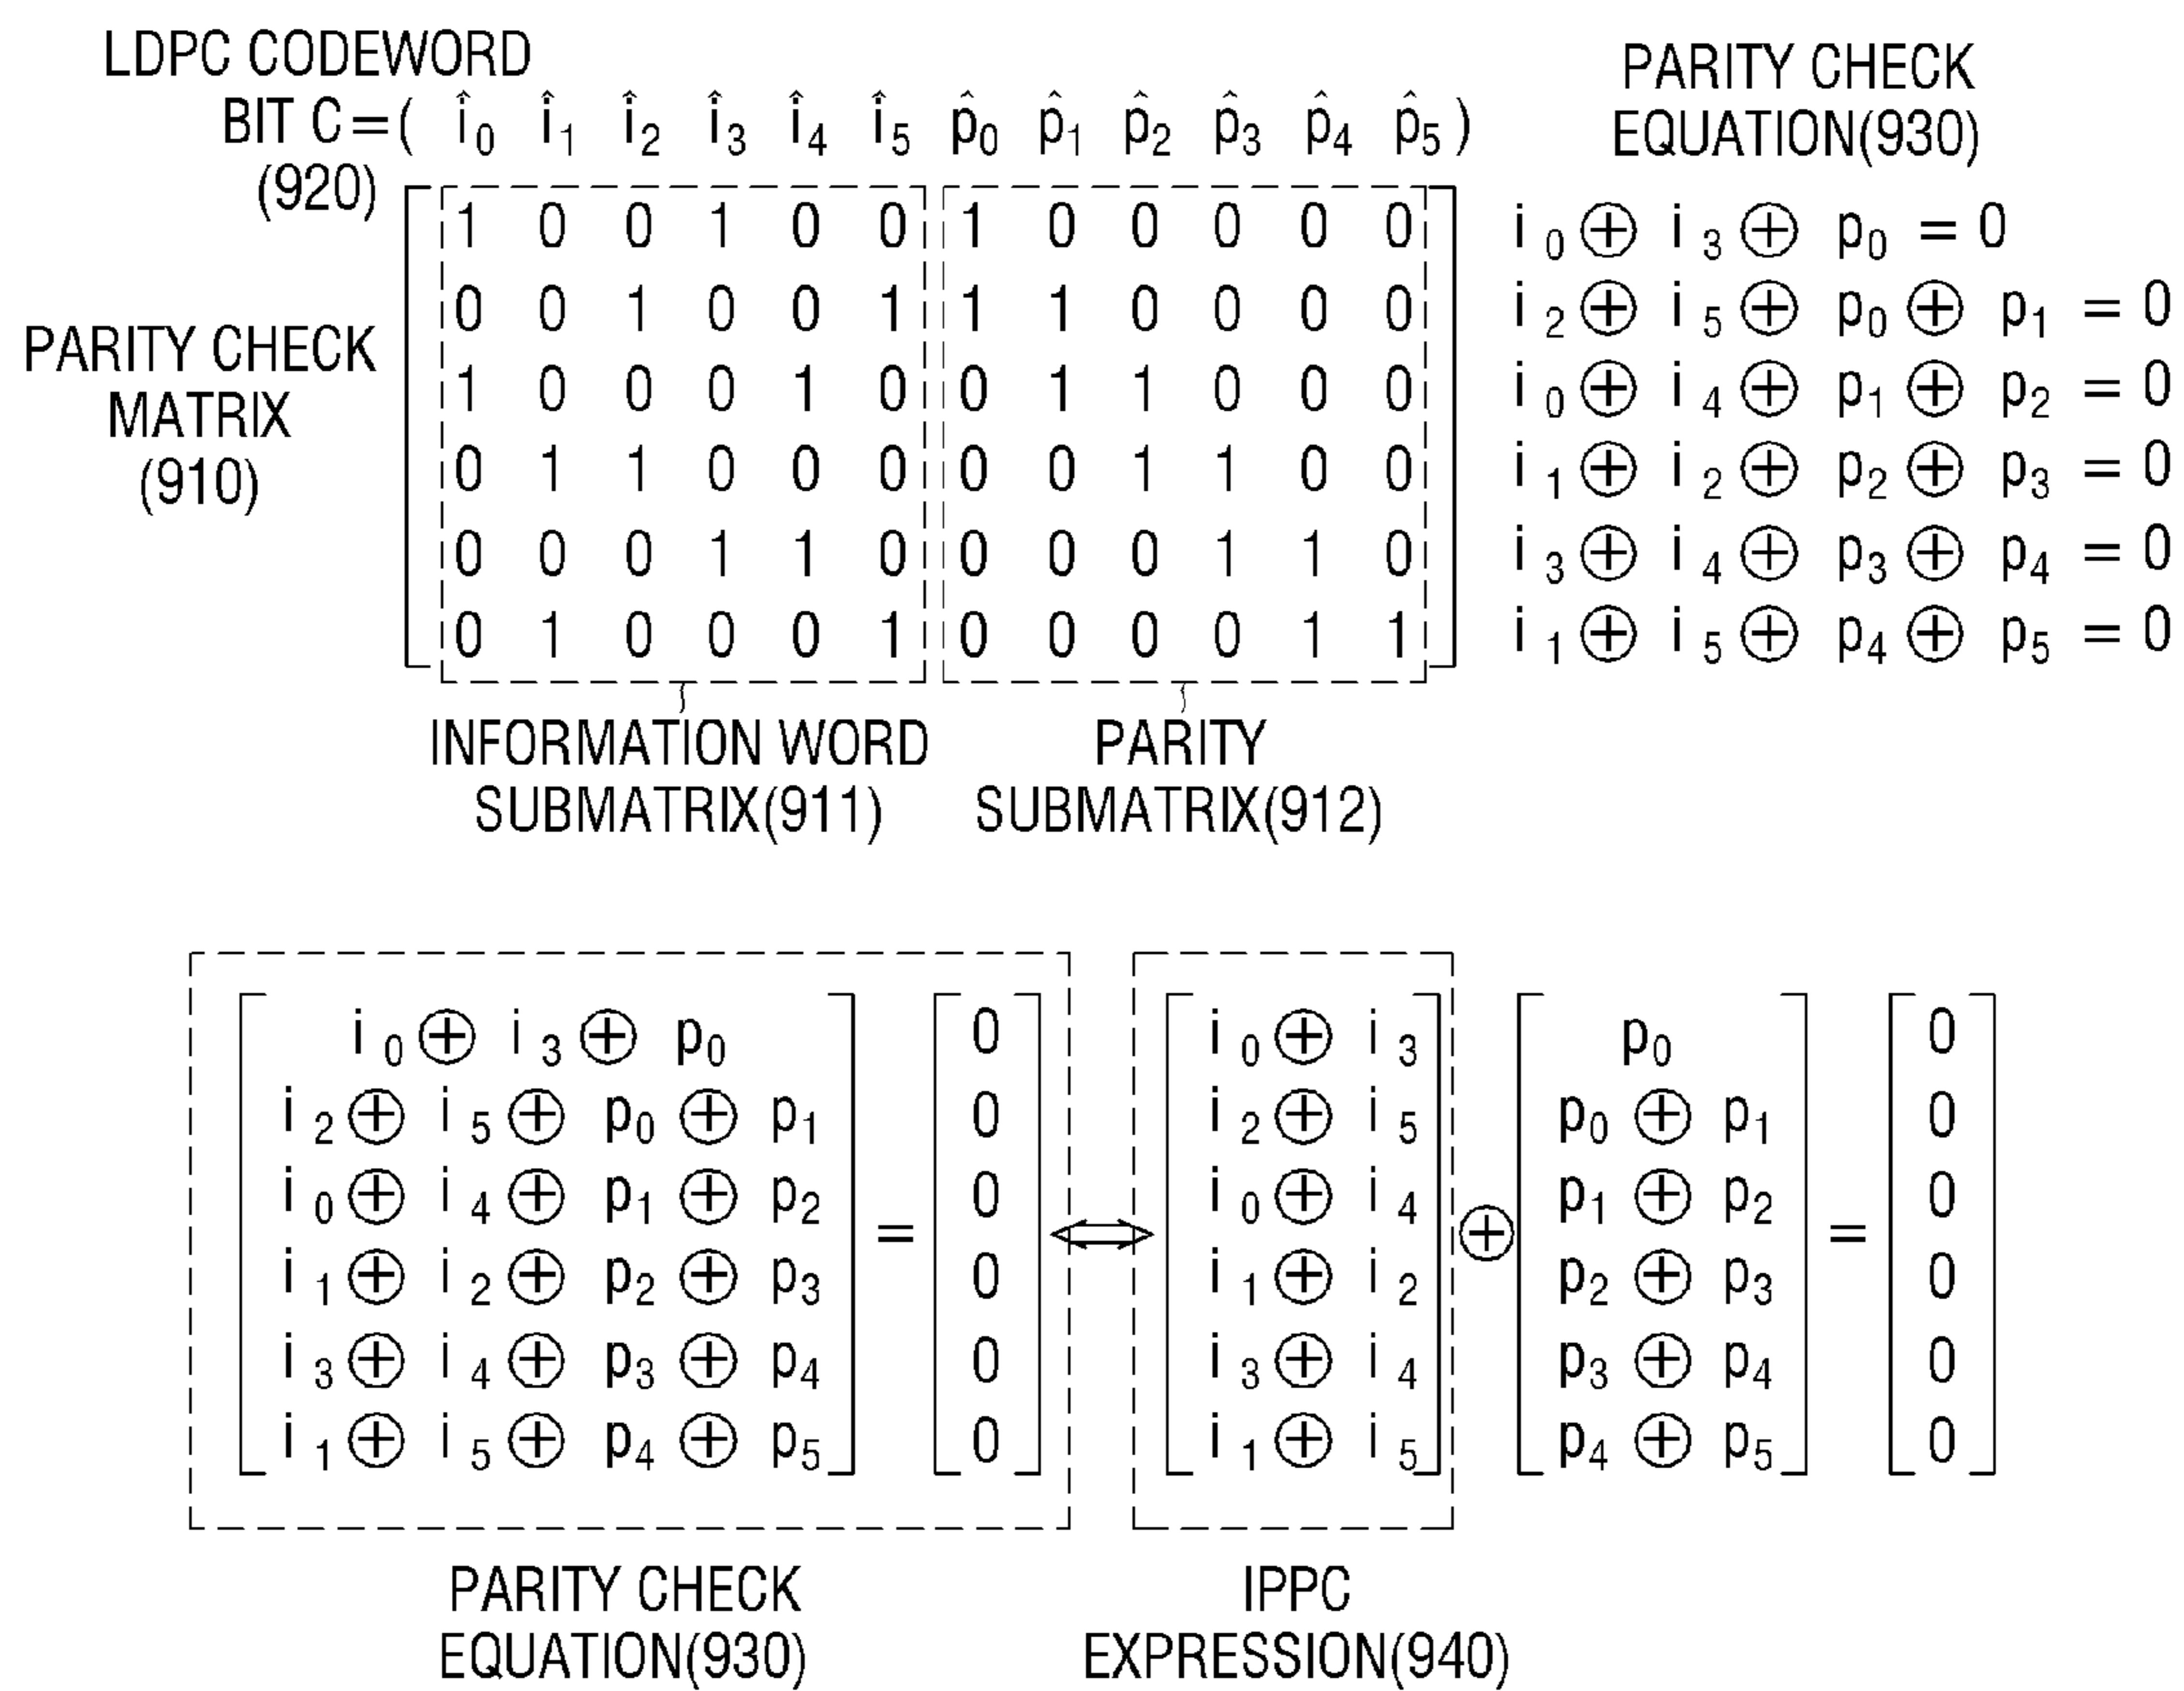 LDPC CODEWORD
BIT C=( î₀ î₁ î₂ î₃ î₄ î₅ p̂₀ p̂₁ p̂₂ p̂₃ p̂₄ p̂₅ )
(920)
PARITY CHECK
EQUATION(930)
PARITY CHECK
MATRIX
(910)
1 0 0 1 0 0 1 0 0 0 0 0
0 0 1 0 0 1 1 1 0 0 0 0
1 0 0 0 1 0 0 1 1 0 0 0
0 1 1 0 0 0 0 0 1 1 0 0
0 0 0 1 1 0 0 0 0 1 1 0
0 1 0 0 0 1 0 0 0 0 1 1
i₀ ⊕ i₃ ⊕ p₀ = 0
i₂ ⊕ i₅ ⊕ p₀ ⊕ p₁ = 0
i₀ ⊕ i₄ ⊕ p₁ ⊕ p₂ = 0
i₁ ⊕ i₂ ⊕ p₂ ⊕ p₃ = 0
i₃ ⊕ i₄ ⊕ p₃ ⊕ p₄ = 0
i₁ ⊕ i₅ ⊕ p₄ ⊕ p₅ = 0
INFORMATION WORD
SUBMATRIX(911)
PARITY
SUBMATRIX(912)
i₀ ⊕ i₃ ⊕ p₀
i₂ ⊕ i₅ ⊕ p₀ ⊕ p₁
i₀ ⊕ i₄ ⊕ p₁ ⊕ p₂
i₁ ⊕ i₂ ⊕ p₂ ⊕ p₃
i₃ ⊕ i₄ ⊕ p₃ ⊕ p₄
i₁ ⊕ i₅ ⊕ p₄ ⊕ p₅
=
0
0
0
0
0
0
⟺
i₀ ⊕ i₃
i₂ ⊕ i₅
i₀ ⊕ i₄
i₁ ⊕ i₂
i₃ ⊕ i₄
i₁ ⊕ i₅
⊕
p₀
p₀ ⊕ p₁
p₁ ⊕ p₂
p₂ ⊕ p₃
p₃ ⊕ p₄
p₄ ⊕ p₅
=
0
0
0
0
0
0
PARITY CHECK
EQUATION(930)
IPPC
EXPRESSION(940)